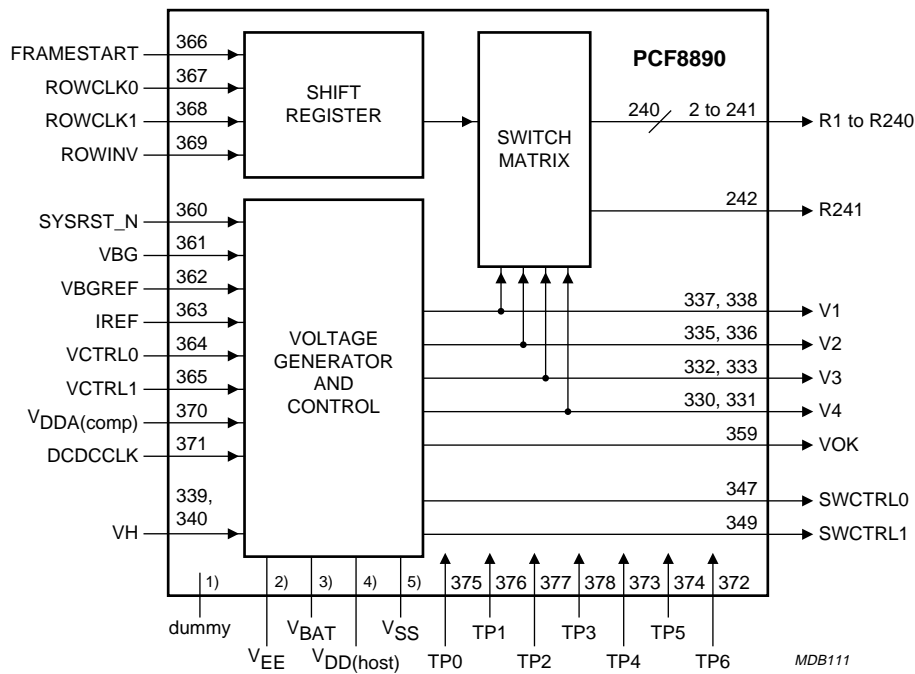 PCF8890
FRAMESTART 366
ROWCLK0 367
ROWCLK1 368
ROWINV 369
SHIFT
REGISTER
SWITCH
MATRIX
240 2 to 241 R1 to R240
242 R241
SYSRST_N 360
VBG 361
VBGREF 362
IREF 363
VCTRL0 364
VCTRL1 365
VDDA(comp) 370
DCDCCLK 371
339,
340
VH
VOLTAGE
GENERATOR
AND
CONTROL
337, 338 V1
335, 336 V2
332, 333 V3
330, 331 V4
359 VOK
347 SWCTRL0
349 SWCTRL1
1) 2) 3) 4) 5) 375 376 377 378 373 374 372
dummy VBAT VSS TP1 TP3 TP5
VEE VDD(host) TP0 TP2 TP4 TP6
MDB111